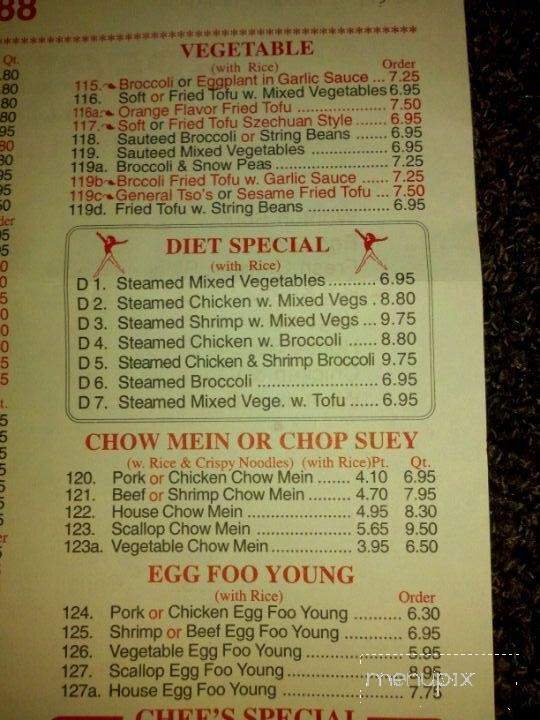 88
VEGETABLE
(with Rice)
Order
115. Broccoli or Eggplant in Garlic Sauce ... 7.25
116. Soft or Fried Tofu w. Mixed Vegetables 6.95
116a. Orange Flavor Fried Tofu ................ 7.50
117. Soft or Fried Tofu Szechuan Style ....... 6.95
118. Sauteed Broccoli or String Beans ....... 6.95
119. Sauteed Mixed Vegetables ................ 6.95
119a. Broccoli & Snow Peas ..................... 7.25
119b. Brccoli Fried Tofu w. Garlic Sauce ...... 7.25
119c. General Tso's or Sesame Fried Tofu ... 7.50
119d. Fried Tofu w. String Beans ................. 6.95
DIET SPECIAL
(with Rice)
D 1. Steamed Mixed Vegetables .......... 6.95
D 2. Steamed Chicken w. Mixed Vegs . 8.80
D 3. Steamed Shrimp w. Mixed Vegs ... 9.75
D 4. Steamed Chicken w. Broccoli ...... 8.80
D 5. Steamed Chicken & Shrimp Broccoli 9.75
D 6. Steamed Broccoli ...................... 6.95
D 7. Steamed Mixed Vege. w. Tofu ...... 6.95
CHOW MEIN OR CHOP SUEY
(w. Rice & Crispy Noodles) (with Rice) Pt. Qt.
120. Pork or Chicken Chow Mein ....... 4.10 6.95
121. Beef or Shrimp Chow Mein ......... 4.70 7.95
122. House Chow Mein ................... 4.95 8.30
123. Scallop Chow Mein .................. 5.65 9.50
123a. Vegetable Chow Mein ................ 3.95 6.50
EGG FOO YOUNG
(with Rice)
Order
124. Pork or Chicken Egg Foo Young .......... 6.30
125. Shrimp or Beef Egg Foo Young ............ 6.95
126. Vegetable Egg Foo Young ................. 5.95
127. Scallop Egg Foo Young .................... 8.95
127a. House Egg Foo Young ..................... 7.75
menupix
CHEF'S SPECIAL